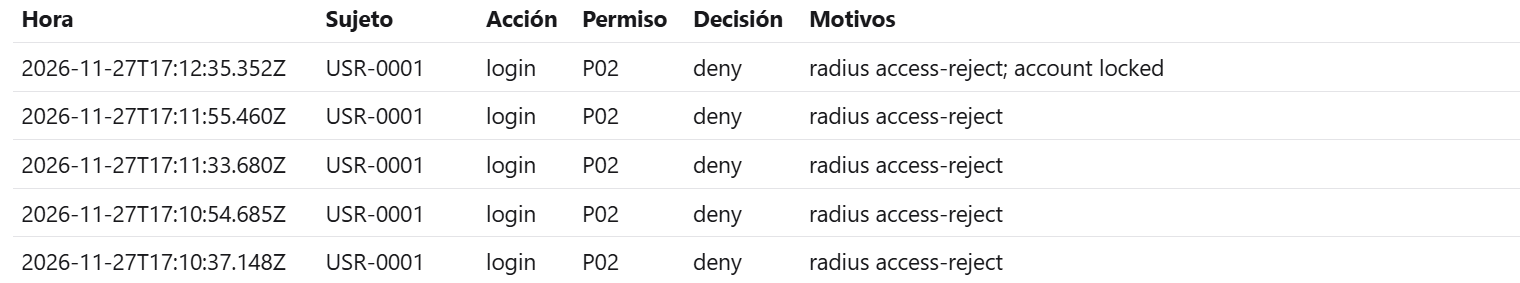 Hora Sujeto Acción Permiso Decisión Motivos
2026-11-27T17:12:35.352Z USR-0001 login P02 deny radius access-reject; account locked
2026-11-27T17:11:55.460Z USR-0001 login P02 deny radius access-reject
2026-11-27T17:11:33.680Z USR-0001 login P02 deny radius access-reject
2026-11-27T17:10:54.685Z USR-0001 login P02 deny radius access-reject
2026-11-27T17:10:37.148Z USR-0001 login P02 deny radius access-reject